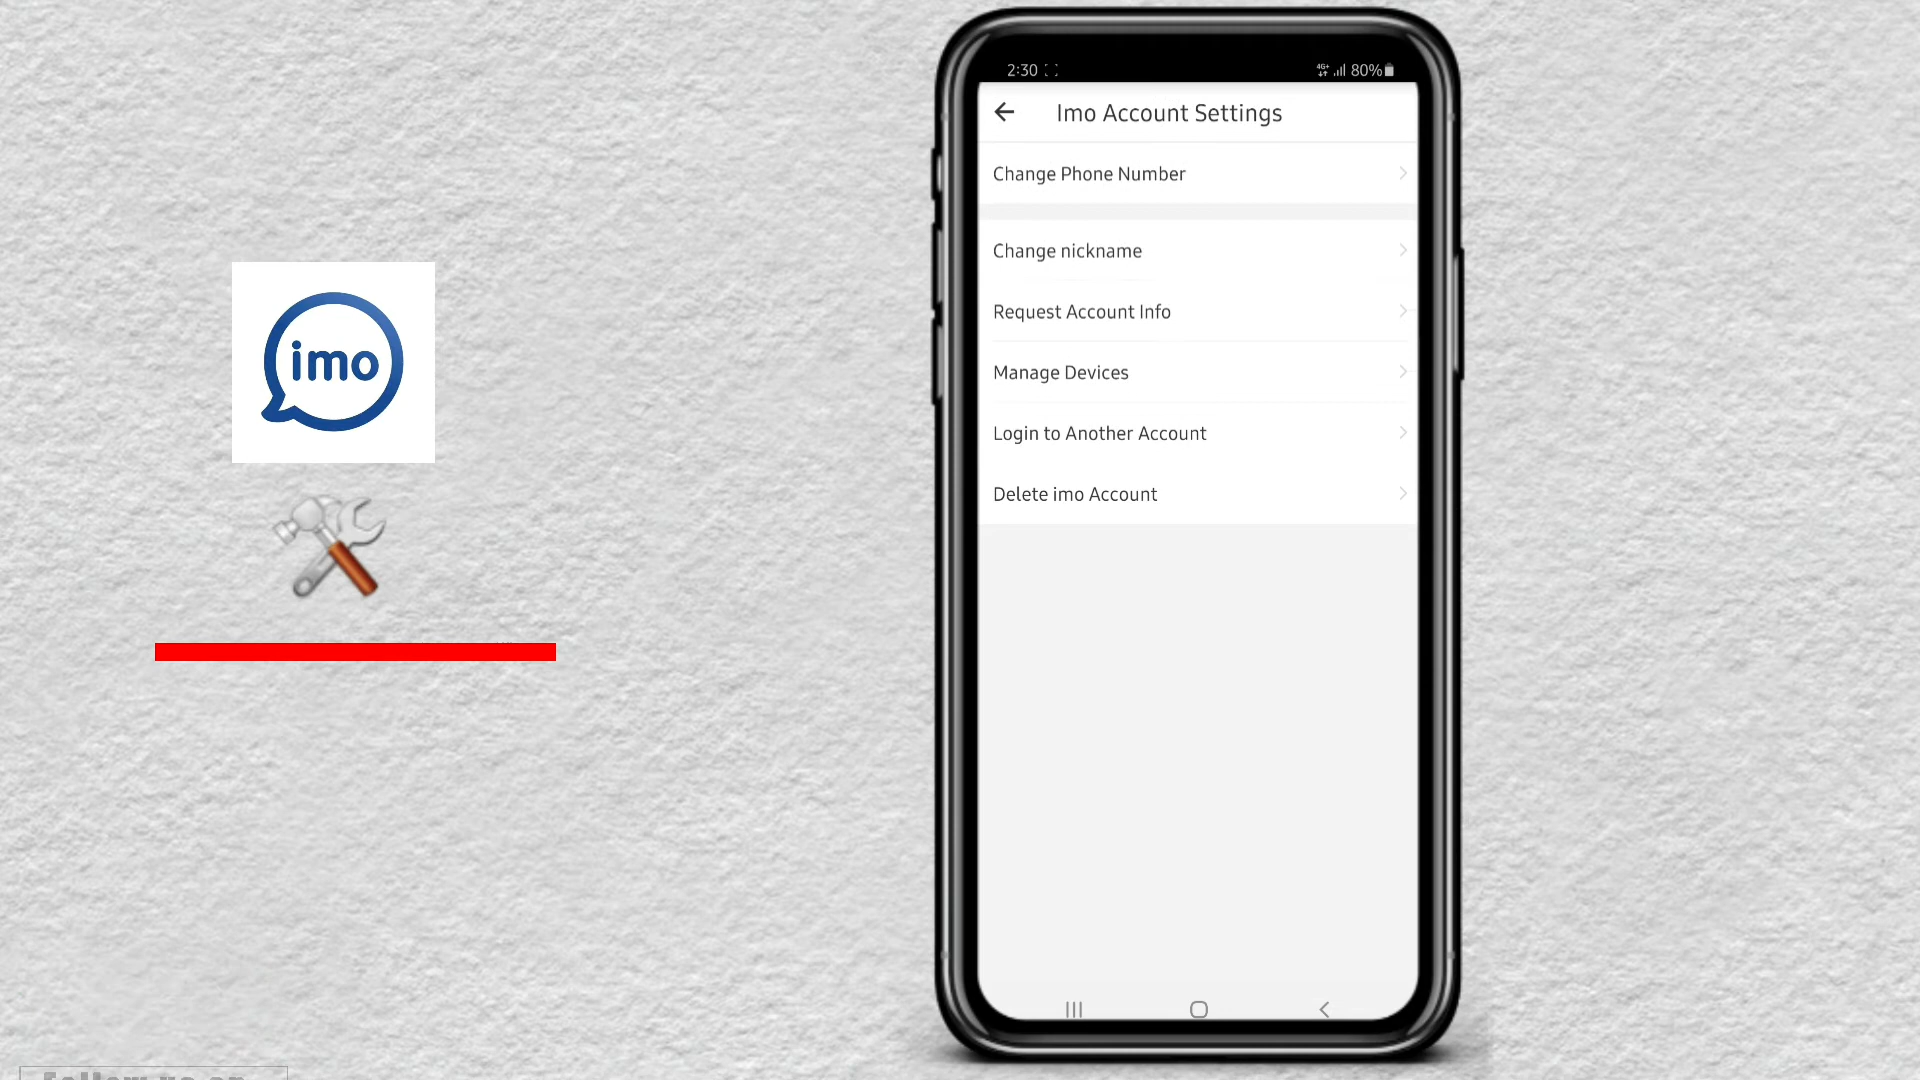 imo
2:30
4G+ 80%
Imo Account Settings
Change Phone Number
Change nickname
Request Account Info
Manage Devices
Login to Another Account
Delete imo Account